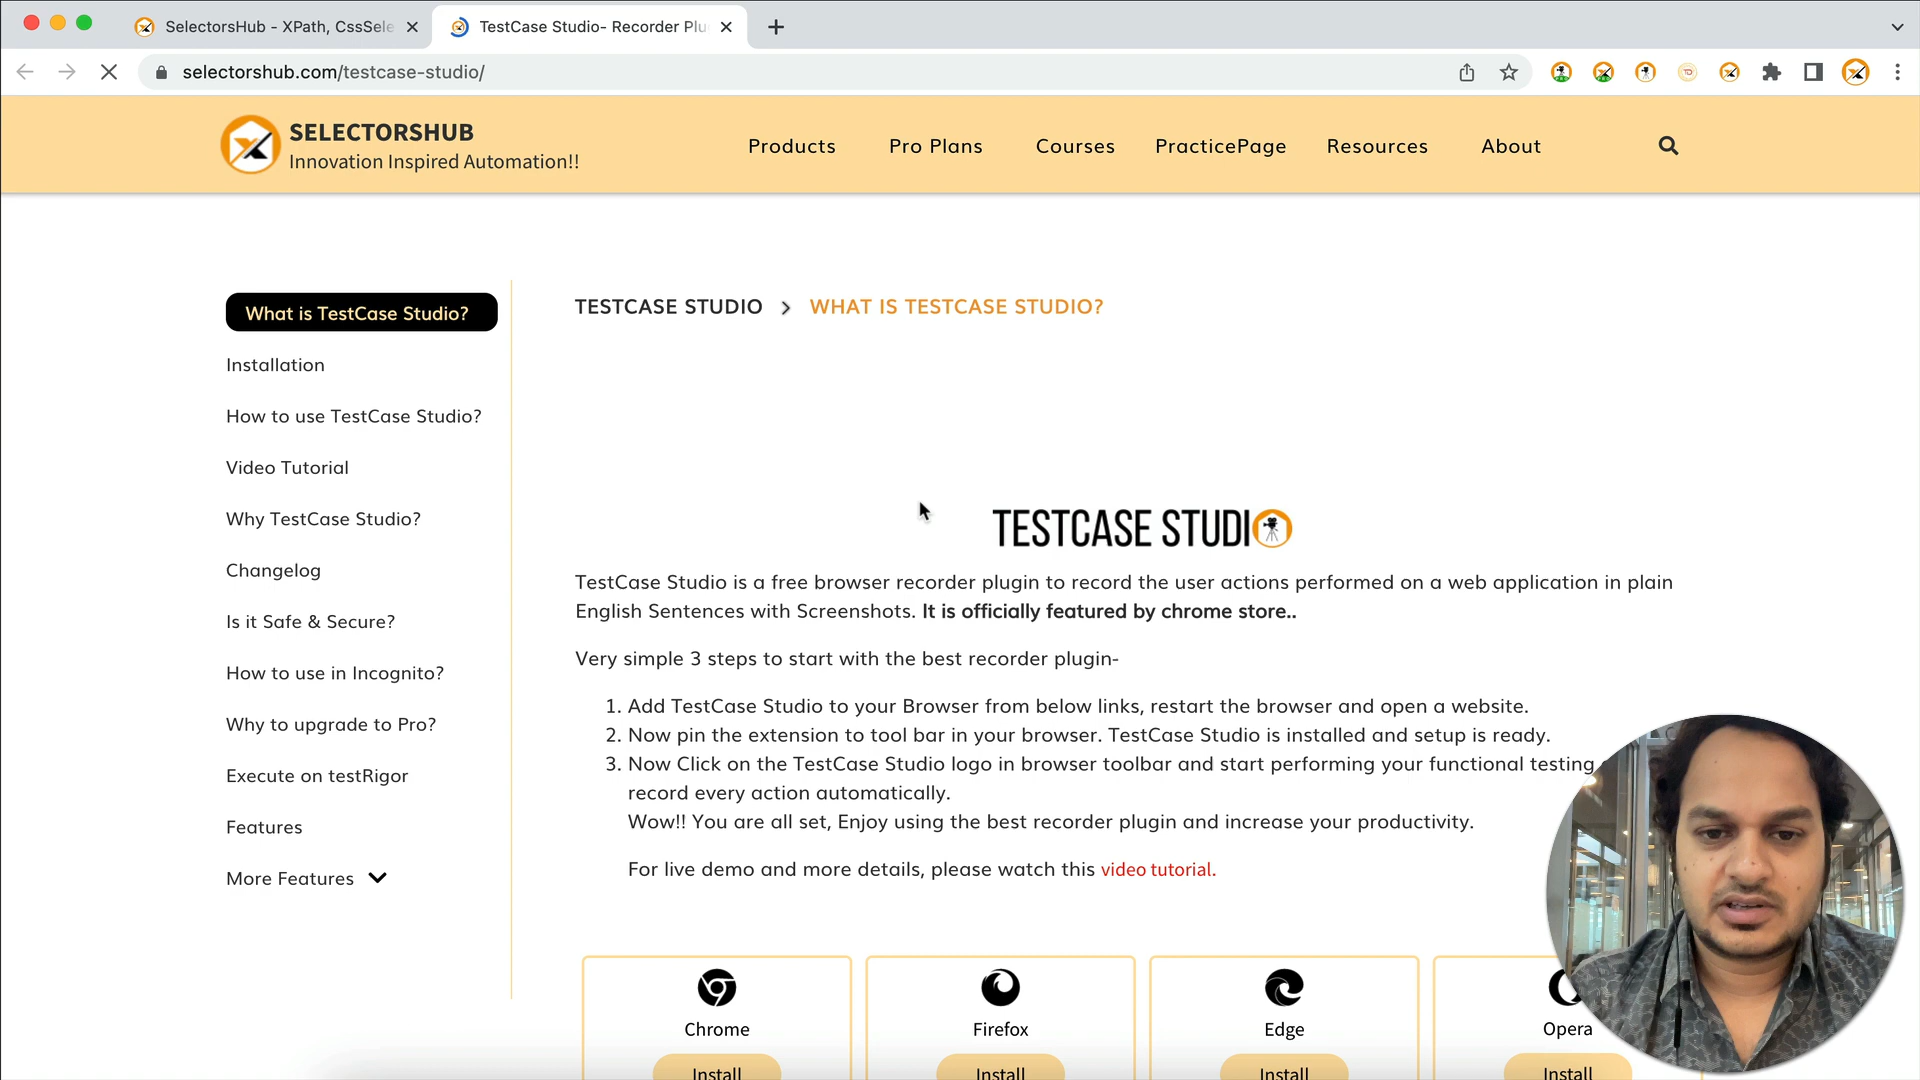 SelectorsHub - XPath, CssSele
TestCase Studio- Recorder Plu
selectorshub.com/testcase-studio/
SELECTORSHUB
Innovation Inspired Automation!!
Products
Pro Plans
Courses
PracticePage
Resources
About
What is TestCase Studio?
Installation
How to use TestCase Studio?
Video Tutorial
Why TestCase Studio?
Changelog
Is it Safe & Secure?
How to use in Incognito?
Why to upgrade to Pro?
Execute on testRigor
Features
More Features
TESTCASE STUDIO > WHAT IS TESTCASE STUDIO?
TESTCASE STUDI
TestCase Studio is a free browser recorder plugin to record the user actions performed on a web application in plain
English Sentences with Screenshots. It is officially featured by chrome store..
Very simple 3 steps to start with the best recorder plugin-
1. Add TestCase Studio to your Browser from below links, restart the browser and open a website.
2. Now pin the extension to tool bar in your browser. TestCase Studio is installed and setup is ready.
3. Now Click on the TestCase Studio logo in browser toolbar and start performing your functional testing
record every action automatically.
Wow!! You are all set, Enjoy using the best recorder plugin and increase your productivity.
For live demo and more details, please watch this video tutorial.
Chrome
Firefox
Edge
Opera
Install
Install
Install
Install